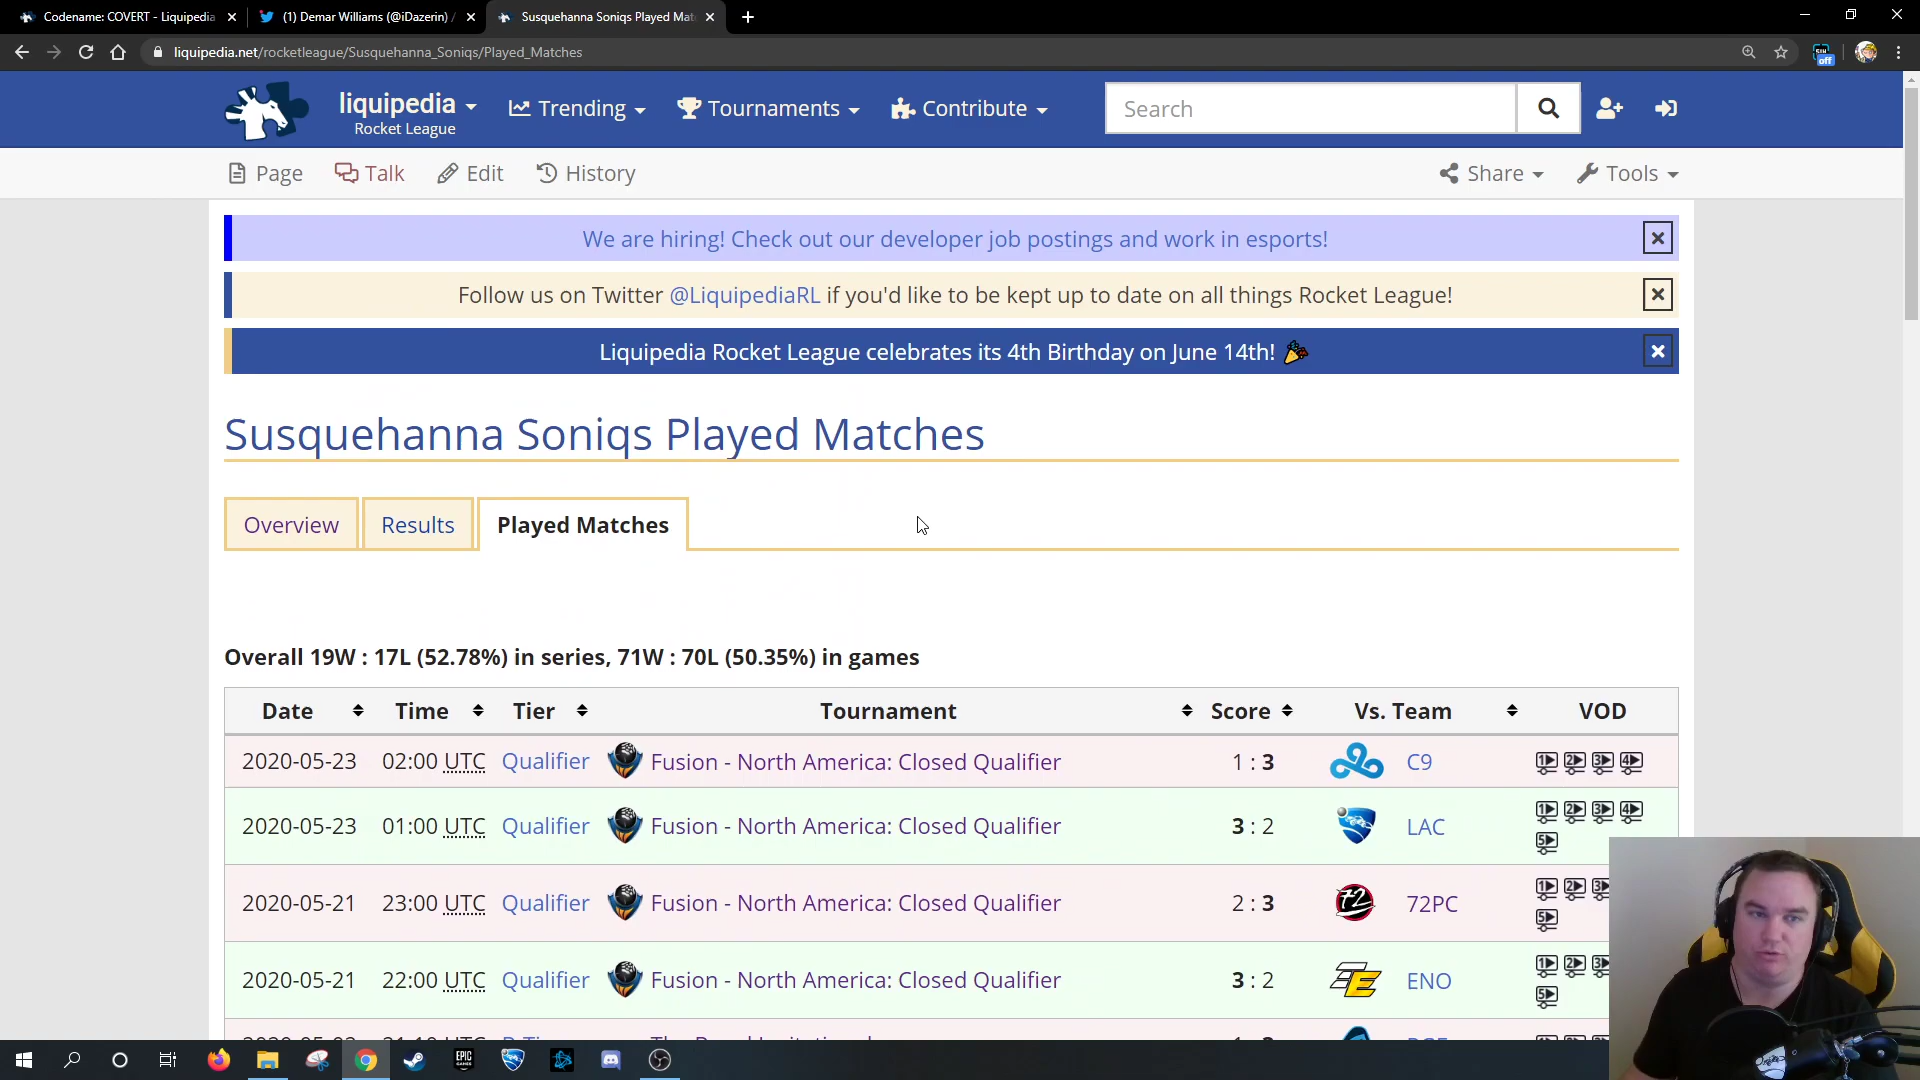 Codename: COVERT - Liquipedia
(1) Demar Williams (@iDazerin) /
Susquehanna Soniqs Played Mat
liquipedia.net/rocketleague/Susquehanna_Soniqs/Played_Matches
off
liquipedia
Rocket League
Trending
Tournaments
Contribute
Search
Page
Talk
Edit
History
Share
Tools
We are hiring! Check out our developer job postings and work in esports!
Follow us on Twitter @LiquipediaRL if you'd like to be kept up to date on all things Rocket League!
Liquipedia Rocket League celebrates its 4th Birthday on June 14th!
Susquehanna Soniqs Played Matches
Overview
Results
Played Matches
Overall 19W : 17L (52.78%) in series, 71W : 70L (50.35%) in games
Date Time Tier Tournament Score Vs. Team VOD
2020-05-23 02:00 UTC Qualifier Fusion - North America: Closed Qualifier 1 : 3 C9
2020-05-23 01:00 UTC Qualifier Fusion - North America: Closed Qualifier 3 : 2 LAC
2020-05-21 23:00 UTC Qualifier Fusion - North America: Closed Qualifier 2 : 3 72PC
2020-05-21 22:00 UTC Qualifier Fusion - North America: Closed Qualifier 3 : 2 ENO